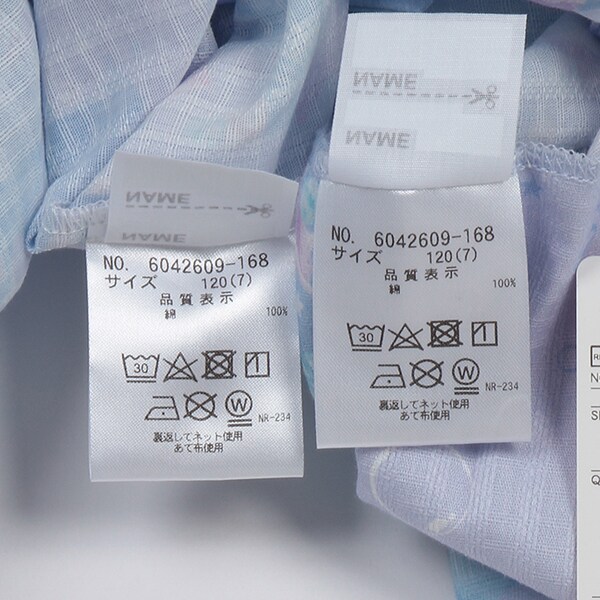 NAME
NAME
NO. 6042609-168
サイズ 120(7)
品質表示
綿 100%
30
NR-234
裏返してネット使用
あて布使用
NAME
NAME
NO. 6042609-168
サイズ 120(7)
品質表示
綿 100%
30
W
NR-234
裏返してネット使用
あて布使用
W